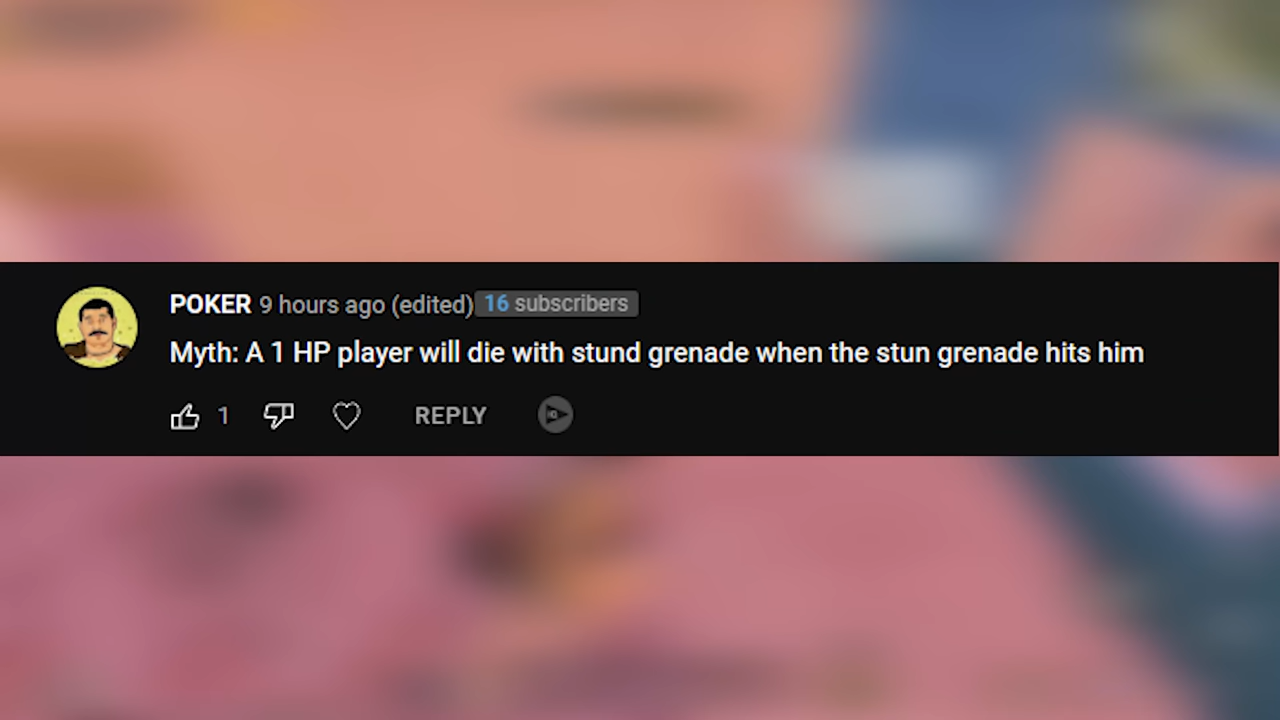 POKER 9 hours ago (edited) 16 subscribers
Myth: A 1 HP player will die with stund grenade when the stun grenade hits him
1 REPLY